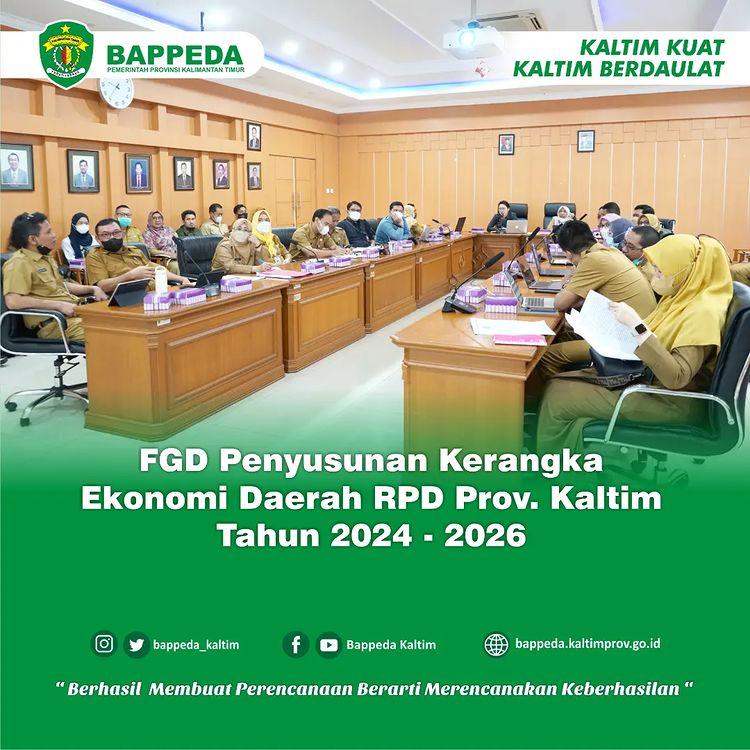 BAPPEDA
PEMERINTAH PROVINSI KALIMANTAN TIMUR
KALTIM KUAT
KALTIM BERDAULAT
FGD Penyusunan Kerangka
Ekonomi Daerah RPD Prov. Kaltim
Tahun 2024 - 2026
bappeda_kaltim
Bappeda Kaltim
bappeda.kaltimprov.go.id
“ Berhasil Membuat Perencanaan Berarti Merencanakan Keberhasilan “